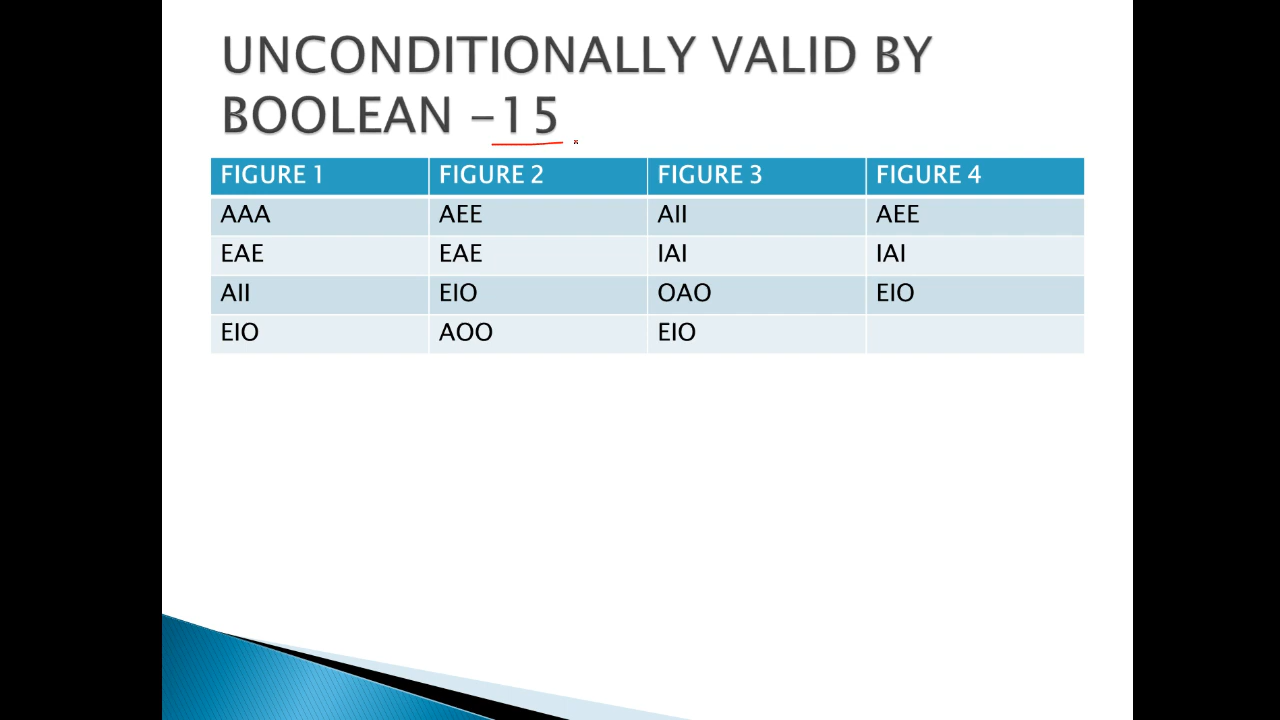 UNCONDITIONALLY VALID BY
BOOLEAN –15
FIGURE 1 FIGURE 2 FIGURE 3 FIGURE 4
AAA AEE AII AEE
EAE EAE IAI IAI
AII EIO OAO EIO
EIO AOO EIO